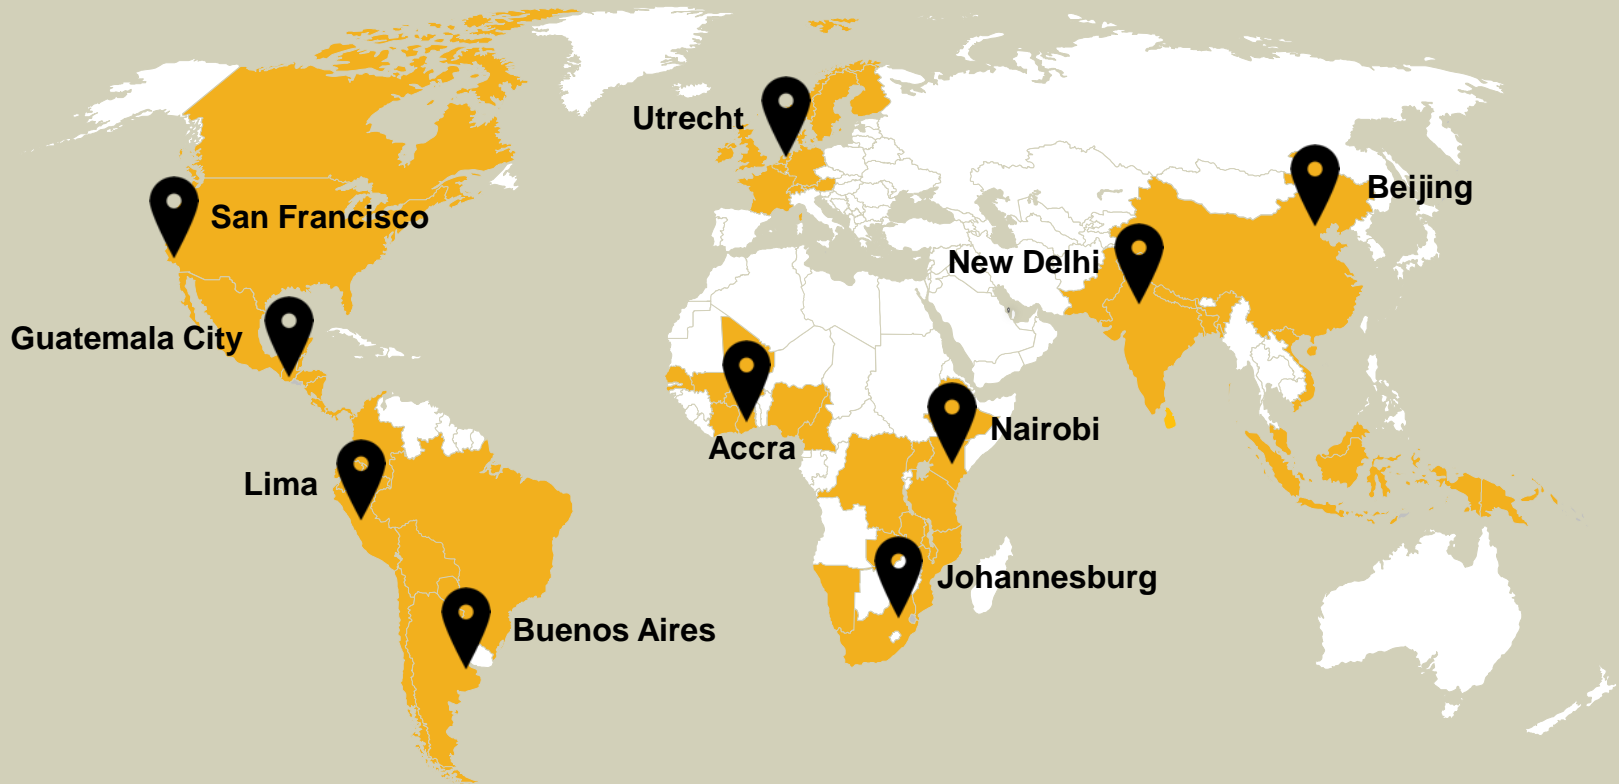 Utrecht
Beijing
San Francisco
New Delhi
Guatemala City
Nairobi
Accra
Lima
Johannesburg
Buenos Aires